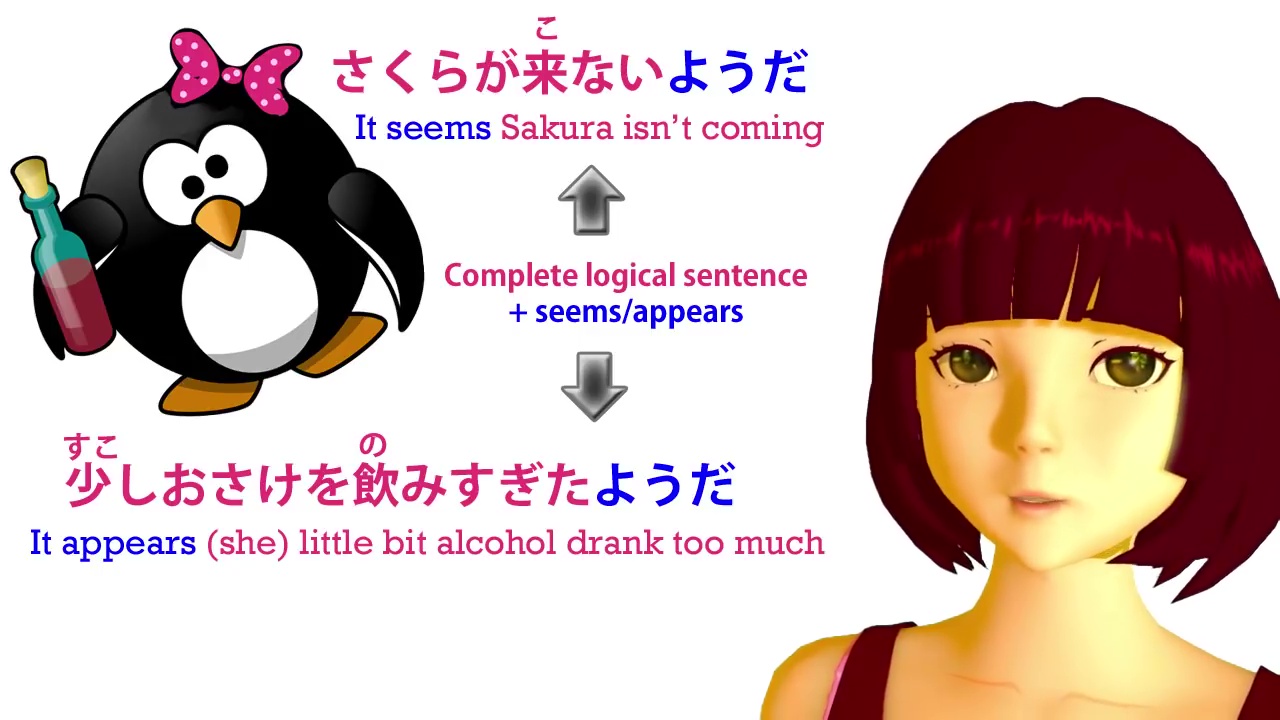 こ
さくらが来ないようだ
It seems Sakura isn't coming
Complete logical sentence
+ seems/appears
すこ の
少しおさけを飲みすぎたようだ
It appears (she) little bit alcohol drank too much